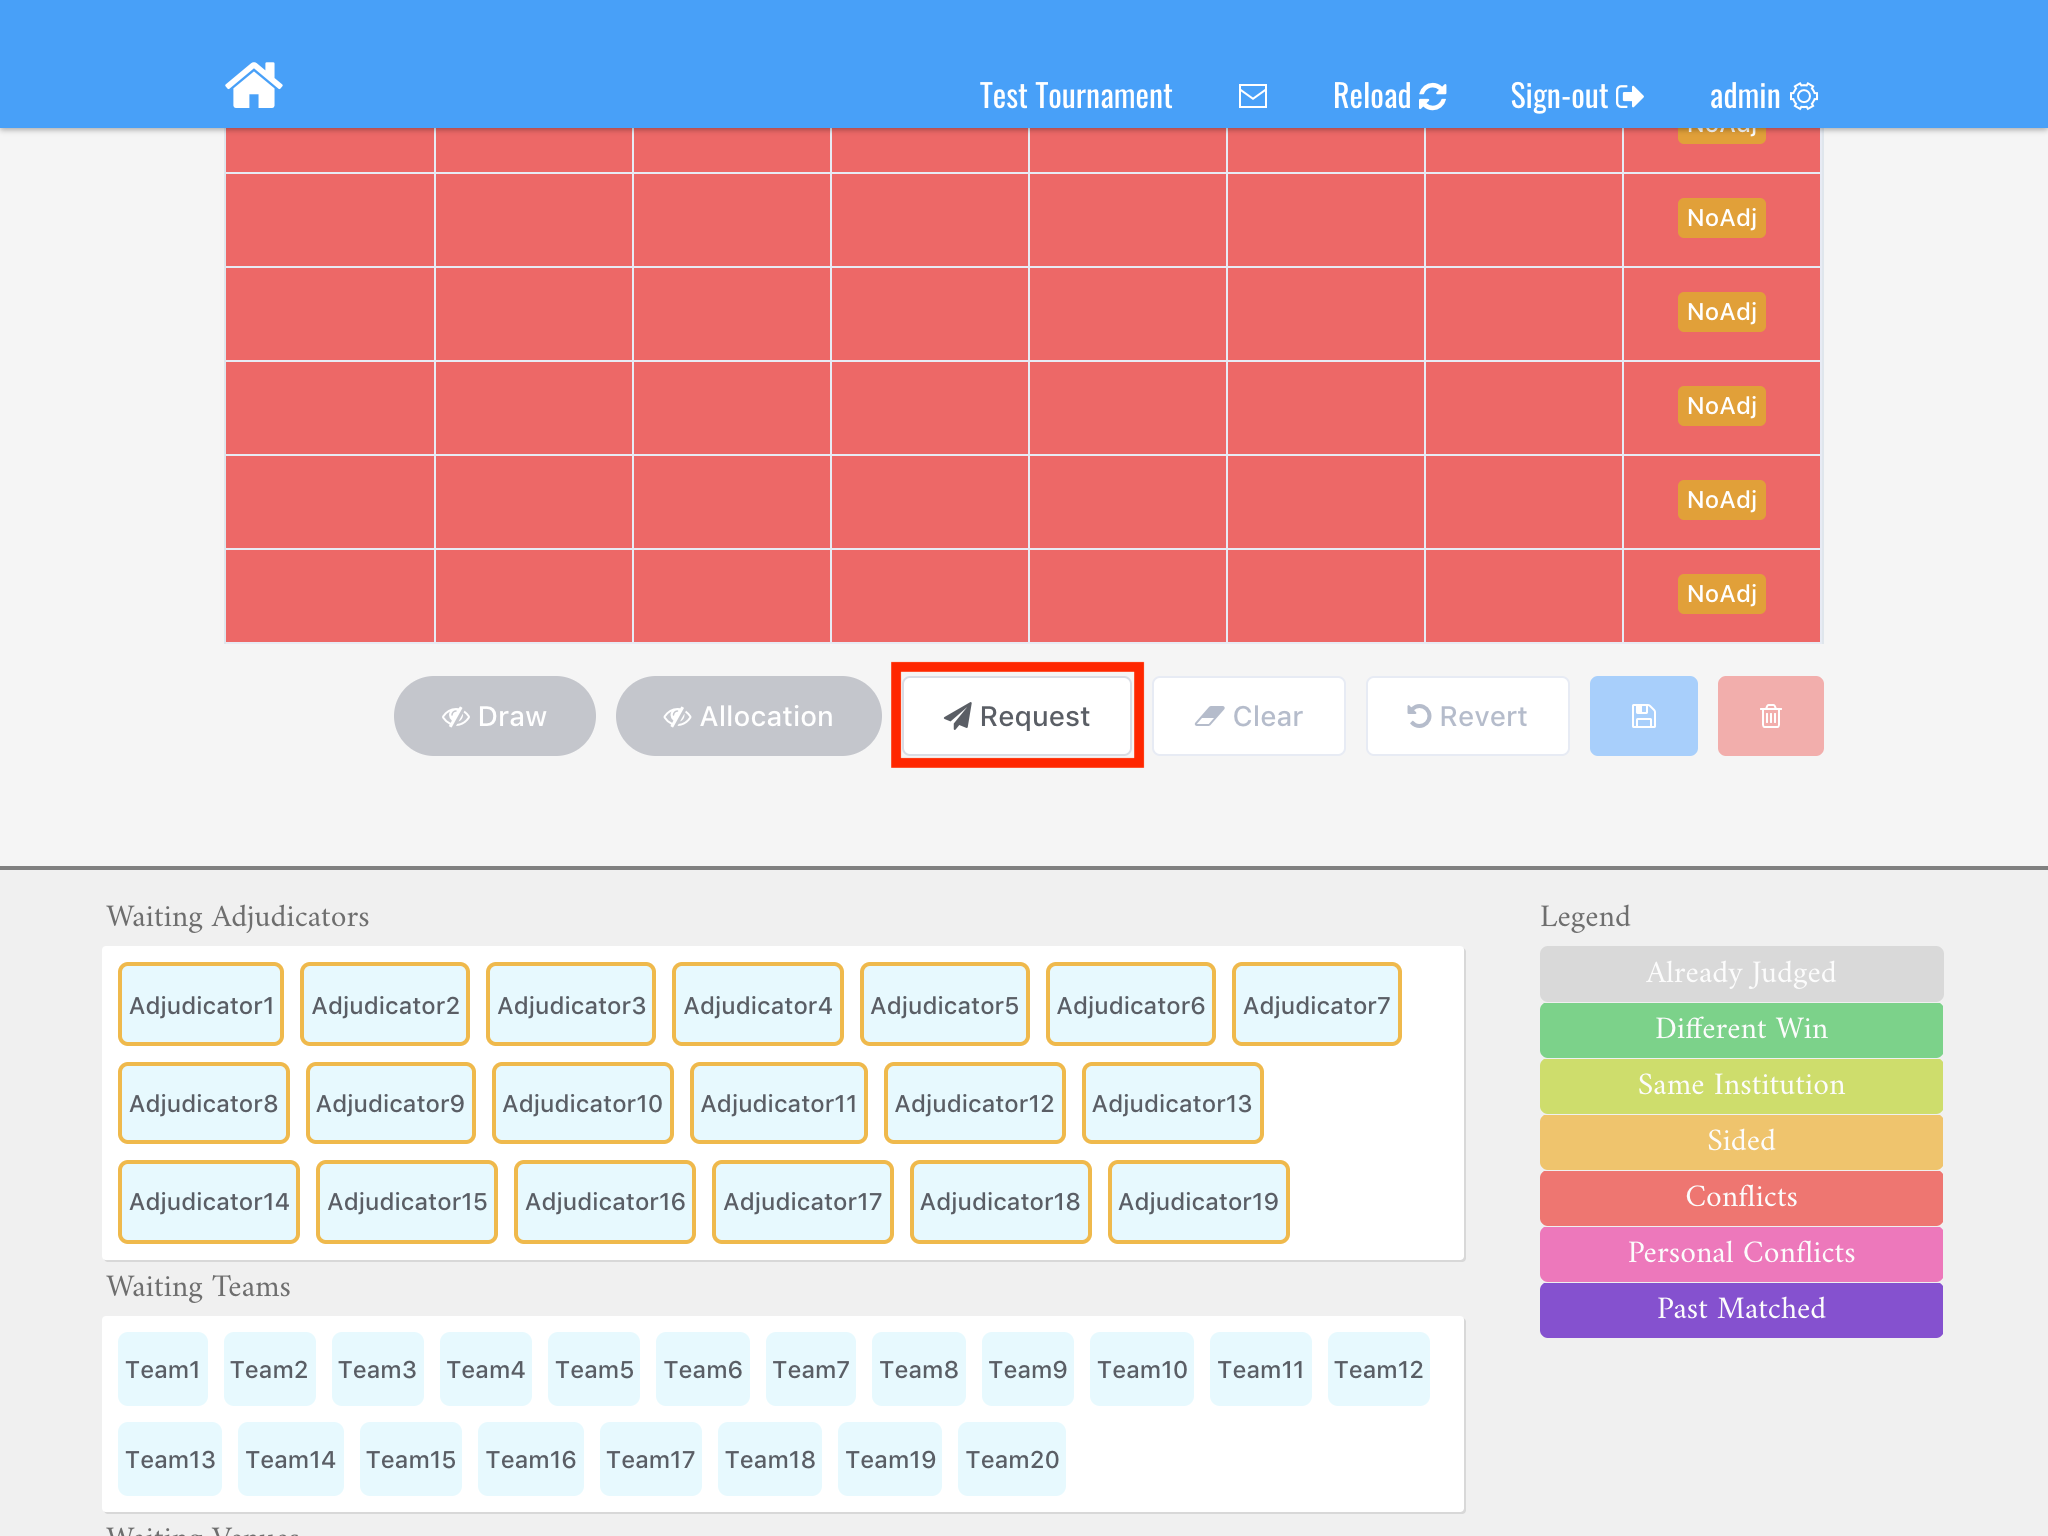 Test Tournament Reload Sign-out admin
NoAdj
NoAdj
NoAdj
NoAdj
NoAdj
NoAdj
Draw Allocation Request Clear Revert
Waiting Adjudicators
Adjudicator1 Adjudicator2 Adjudicator3 Adjudicator4 Adjudicator5 Adjudicator6 Adjudicator7
Adjudicator8 Adjudicator9 Adjudicator10 Adjudicator11 Adjudicator12 Adjudicator13
Adjudicator14 Adjudicator15 Adjudicator16 Adjudicator17 Adjudicator18 Adjudicator19
Waiting Teams
Team1 Team2 Team3 Team4 Team5 Team6 Team7 Team8 Team9 Team10 Team11 Team12
Team13 Team14 Team15 Team16 Team17 Team18 Team19 Team20
Waiting Venues
Legend
Already Judged
Different Win
Same Institution
Sided
Conflicts
Personal Conflicts
Past Matched